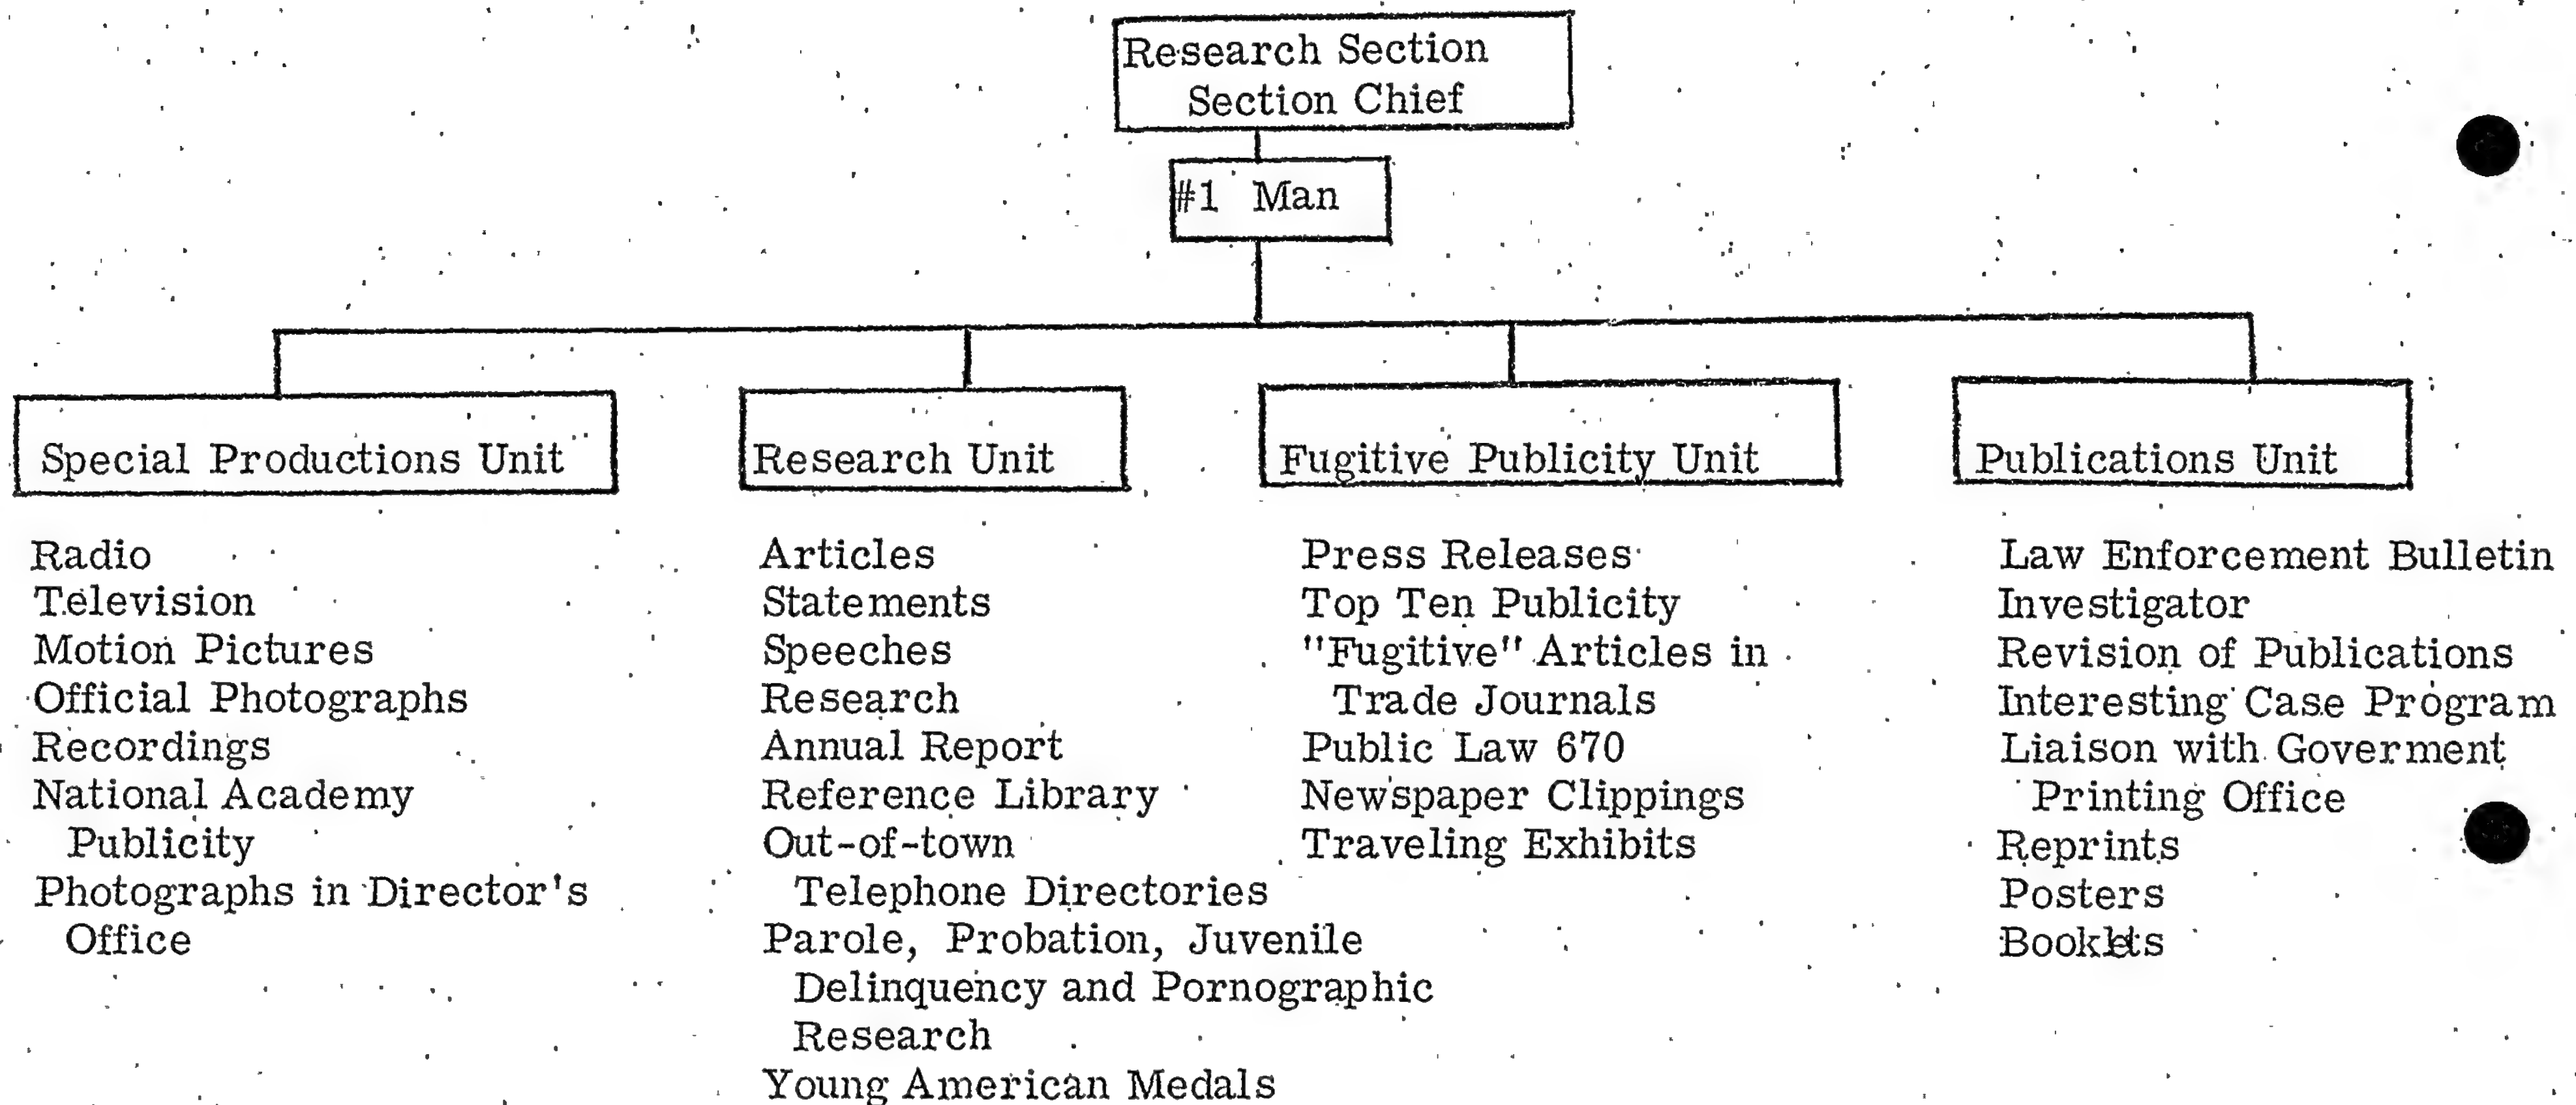 Research Section
Section Chief
#1 Man
Special Productions Unit
Radio
Television
Motion Pictures
Official Photographs
Recordings
National Academy
Publicity
Photographs in Director's
Office
Research Unit
Articles
Statements
Speeches
Research
Annual Report
Reference Library
Out-of-town
Telephone Directories
Parole, Probation, Juvenile
Delinquency and Pornographic
Research
Young American Medals
Fugitive Publicity Unit
Press Releases
Top Ten Publicity
"Fugitive" Articles in
Trade Journals
Public Law 670
Newspaper Clippings
Traveling Exhibits
Publications Unit
Law Enforcement Bulletin
Investigator
Revision of Publications
Interesting Case Program
Liaison with Goverment
Printing Office
Reprints
Posters
Booklets